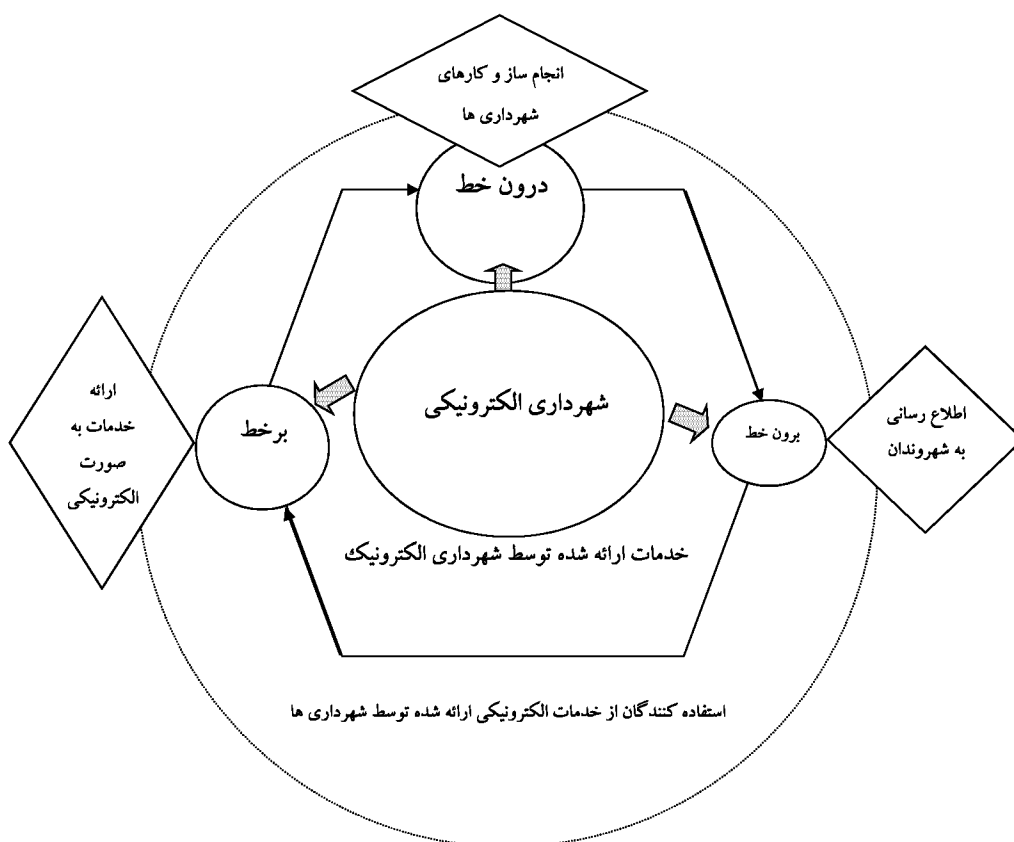 انجام ساز و کارهای
شهرداری ها
درون خط
شهرداری الکترونیکی
برون خط
اطلاع رسانی
به شهروندان
برخط
ارائه
خدمات به
صورت
الکترونیکی
خدمات ارائه شده توسط شهرداری الکترونیک
استفاده کنندگان از خدمات الکترونیکی ارائه شده توسط شهرداری ها